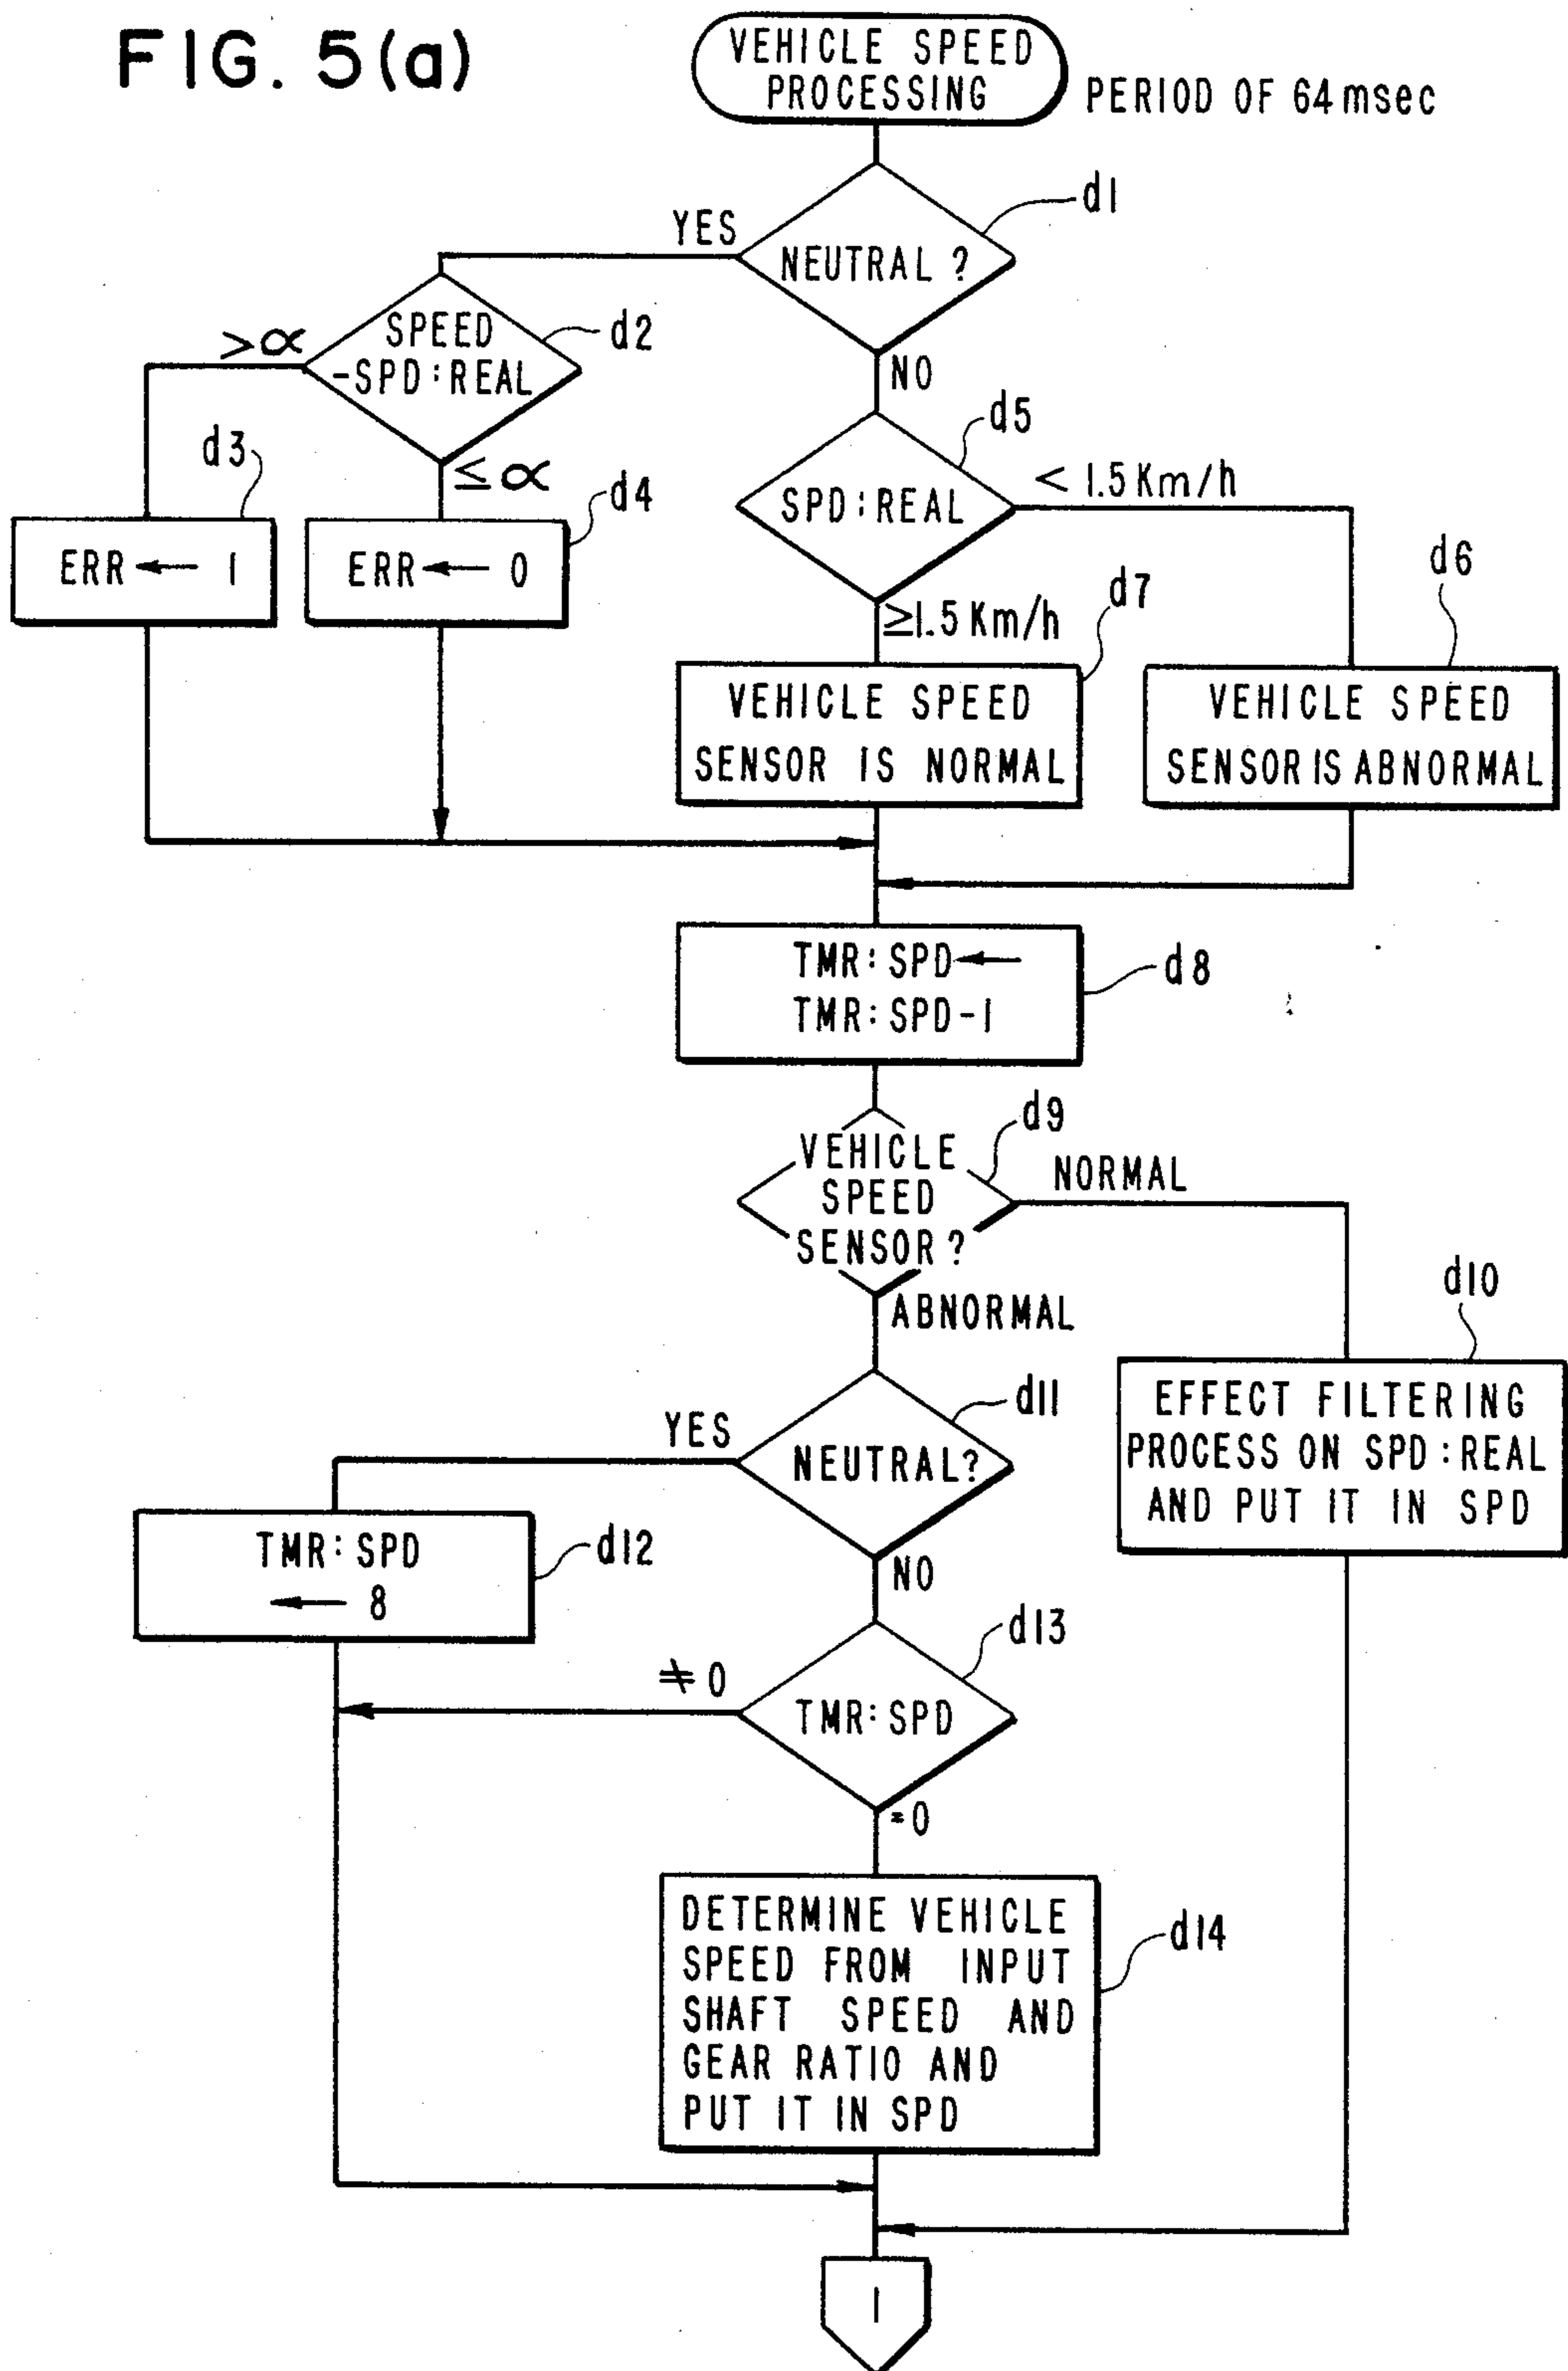 FIG. 5(a)
VEHICLE SPEED
PROCESSING
PERIOD OF 64msec
d1
YES
NEUTRAL ?
NO
SPEED
-SPD:REAL
d2
>α
≤ α
d3
ERR ← 1
d4
ERR ← 0
d5
SPD:REAL
< 1.5 Km/h
≥1.5 Km/h
d6
VEHICLE SPEED
SENSOR IS ABNORMAL
d7
VEHICLE SPEED
SENSOR IS NORMAL
TMR:SPD ←
TMR:SPD-1
d8
d9
VEHICLE
SPEED
SENSOR?
NORMAL
ABNORMAL
d10
EFFECT FILTERING
PROCESS ON SPD:REAL
AND PUT IT IN SPD
d11
YES
NEUTRAL?
NO
TMR:SPD
← 8
d12
d13
≠ 0
TMR:SPD
=0
DETERMINE VEHICLE
SPEED FROM INPUT
SHAFT SPEED AND
GEAR RATIO AND
PUT IT IN SPD
d14
1